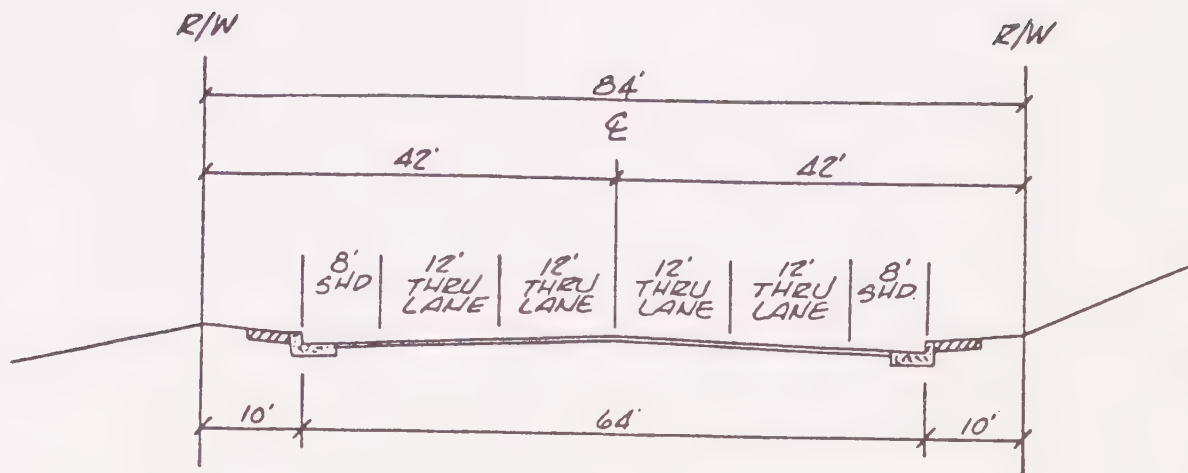 R/W
R/W
84'
℄
42'
42'
8'
SHD
12'
THRU
LANE
12'
THRU
LANE
12'
THRU
LANE
12'
THRU
LANE
8'
SHD.
10'
64'
10'